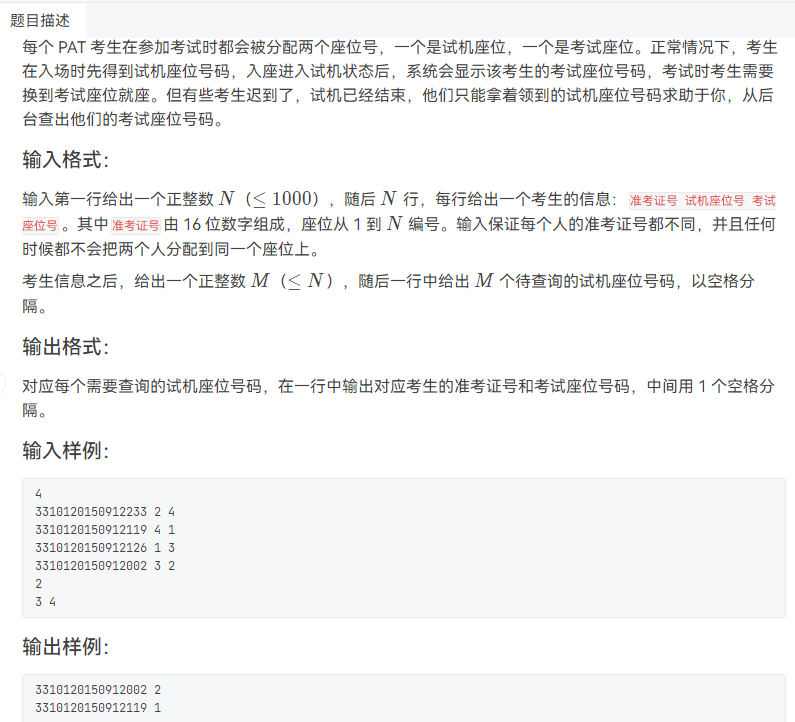 题目描述
每个 PAT 考生在参加考试时都会被分配两个座位号，一个是试机座位，一个是考试座位。正常情况下，考生
在入场时先得到试机座位号码，入座进入试机状态后，系统会显示该考生的考试座位号码，考试时考生需要
换到考试座位就座。但有些考生迟到了，试机已经结束，他们只能拿着领到的试机座位号码求助于你，从后
台查出他们的考试座位号码。
输入格式：
输入第一行给出一个正整数 N（≤ 1000），随后 N 行，每行给出一个考生的信息：准考证号 试机座位号 考试
座位号。其中准考证号由 16 位数字组成，座位从 1 到 N 编号。输入保证每个人的准考证号都不同，并且任何
时候都不会把两个人分配到同一个座位上。
考生信息之后，给出一个正整数 M（≤ N），随后一行中给出 M 个待查询的试机座位号码，以空格分
隔。
输出格式：
对应每个需要查询的试机座位号码，在一行中输出对应考生的准考证号和考试座位号码，中间用 1 个空格分
隔。
输入样例：
4
3310120150912233 2 4
3310120150912119 4 1
3310120150912126 1 3
3310120150912002 3 2
2
3 4
输出样例：
3310120150912002 2
3310120150912119 1